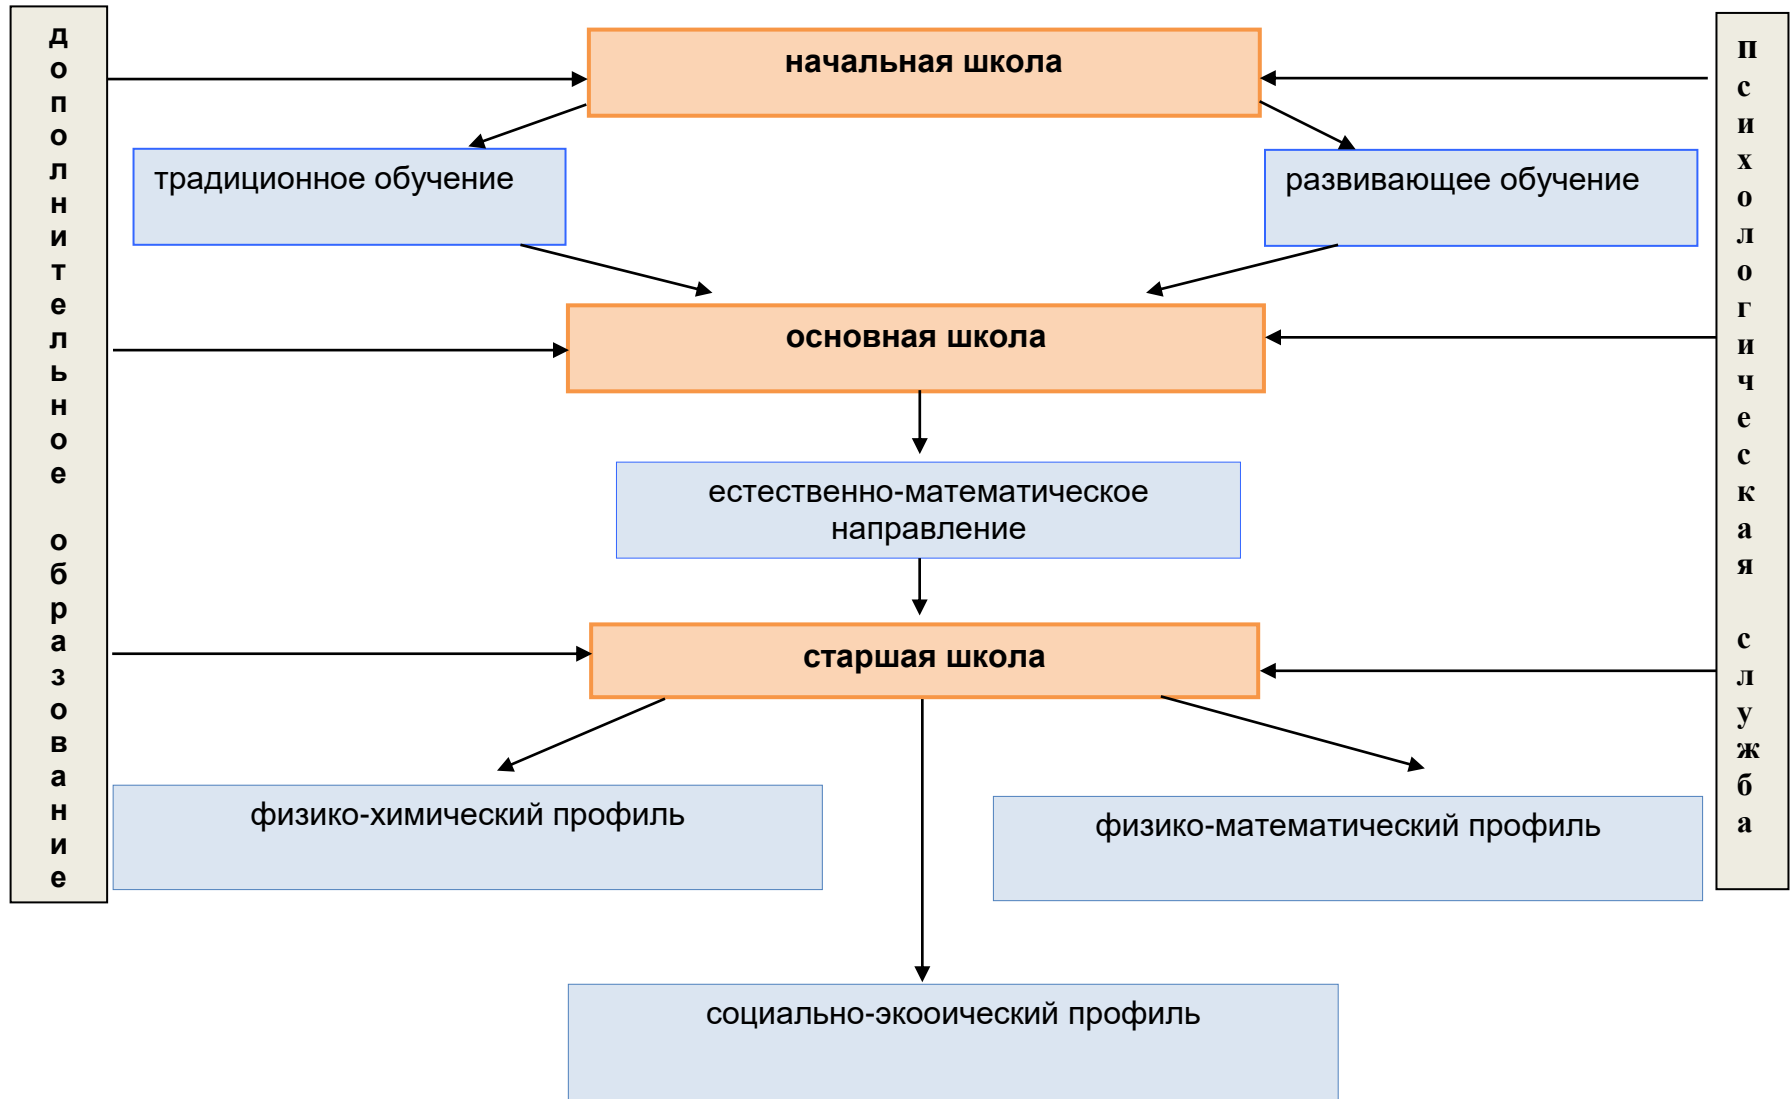 дополнительное образование
начальная школа
психологическая служба
традиционное обучение
развивающее обучение
основная школа
естественно-математическое
направление
старшая школа
физико-химический профиль
физико-математический профиль
социально-экооический профиль